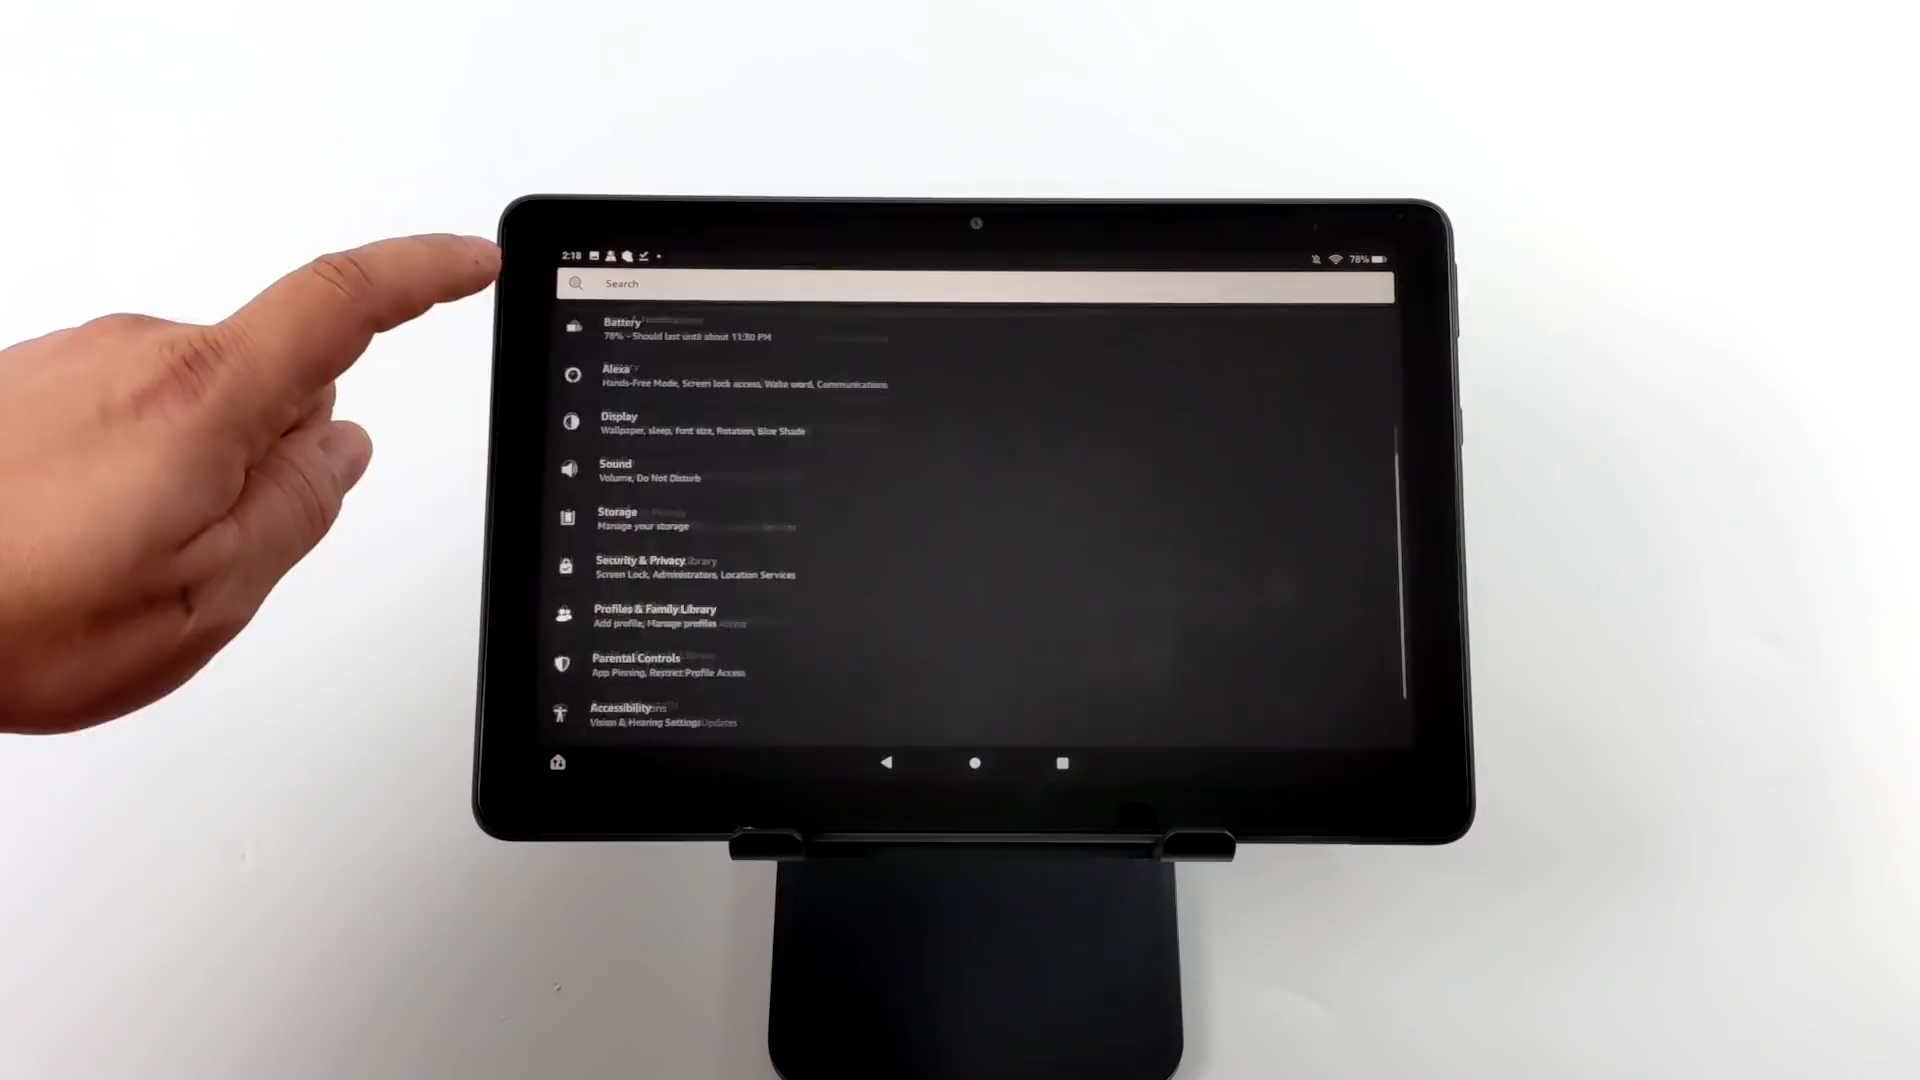 2:18
78%
Search
Battery
78% - Should last until about 11:30 PM
Alexa
Hands-Free Mode, Screen lock access, Wake word, Communications
Display
Wallpaper, sleep, font size, Rotation, Blue Shade
Sound
Volume, Do Not Disturb
Storage
Manage your storage
Security & Privacy
Screen Lock, Administrators, Location Services
Profiles & Family Library
Add profile, Manage profiles
Parental Controls
App Pinning, Restrict Profile Access
Accessibility
Vision & Hearing Settings